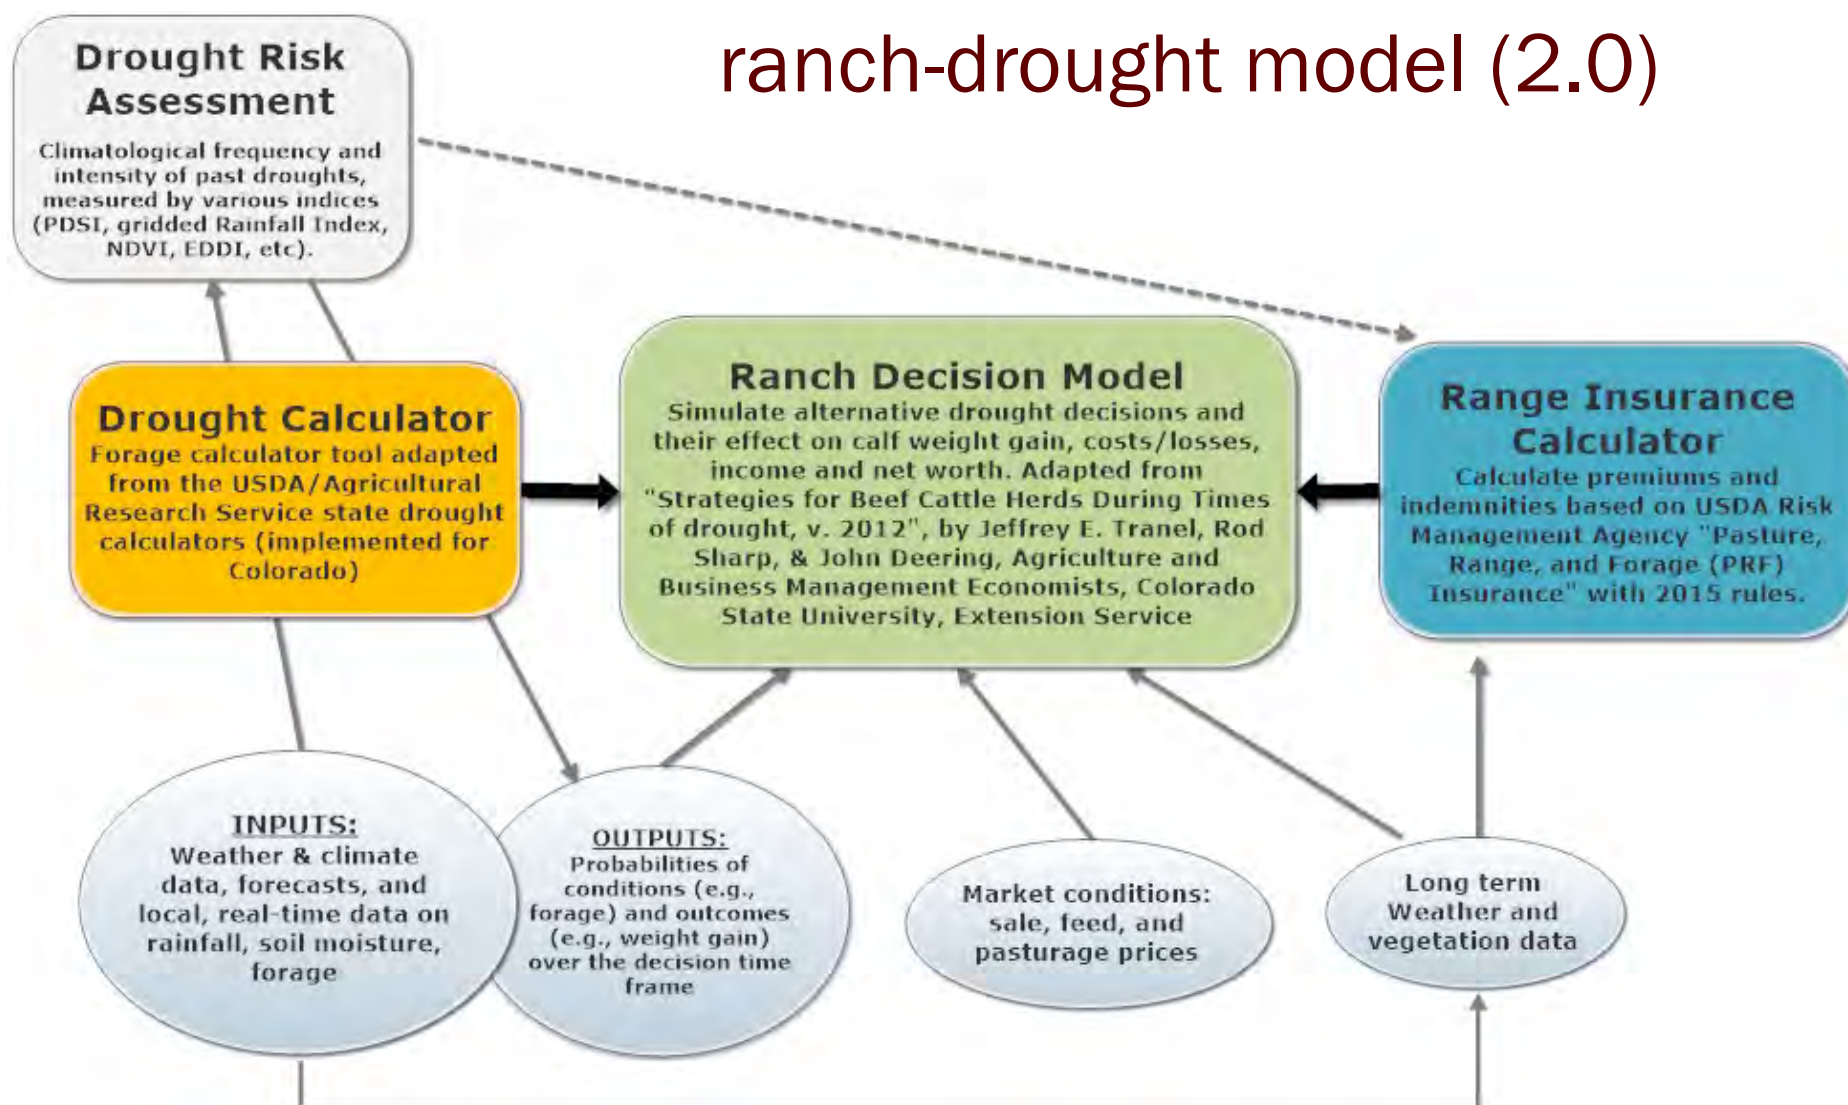 ranch-drought model (2.0)
Drought Risk
Assessment
Climatological frequency and
intensity of past droughts,
measured by various indices
(PDSI, gridded Rainfall Index,
NDVI, EDDI, etc).
Drought Calculator
Forage calculator tool adapted
from the USDA/Agricultural
Research Service state drought
calculators (implemented for
Colorado)
Ranch Decision Model
Simulate alternative drought decisions and
their effect on calf weight gain, costs/losses,
income and net worth. Adapted from
"Strategies for Beef Cattle Herds During Times
of drought, v. 2012", by Jeffrey E. Tranel, Rod
Sharp, & John Deering, Agriculture and
Business Management Economists, Colorado
State University, Extension Service
Range Insurance
Calculator
Calculate premiums and
indemnities based on USDA Risk
Management Agency "Pasture,
Range, and Forage (PRF)
Insurance" with 2015 rules.
INPUTS:
Weather & climate
data, forecasts, and
local, real-time data on
rainfall, soil moisture,
forage
OUTPUTS:
Probabilities of
conditions (e.g.,
forage) and outcomes
(e.g., weight gain)
over the decision time
frame
Market conditions:
sale, feed, and
pasturage prices
Long term
Weather and
vegetation data